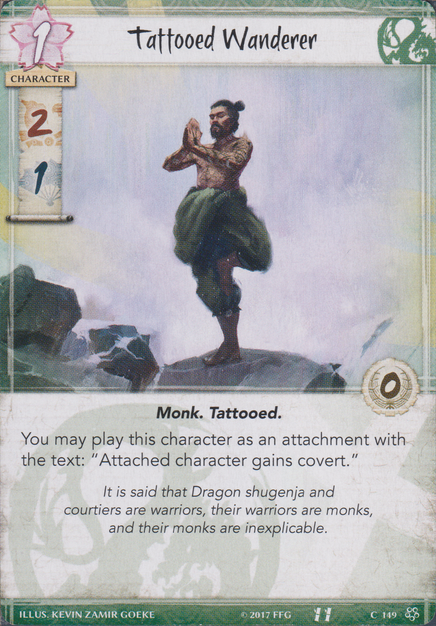 1
Tattooed Wanderer
CHARACTER
2
1
0
Monk. Tattooed.
You may play this character as an attachment with
the text: “Attached character gains covert.”
It is said that Dragon shugenja and
courtiers are warriors, their warriors are monks,
and their monks are inexplicable.
ILLUS. KEVIN ZAMIR GOEKE © 2017 FFG C 149